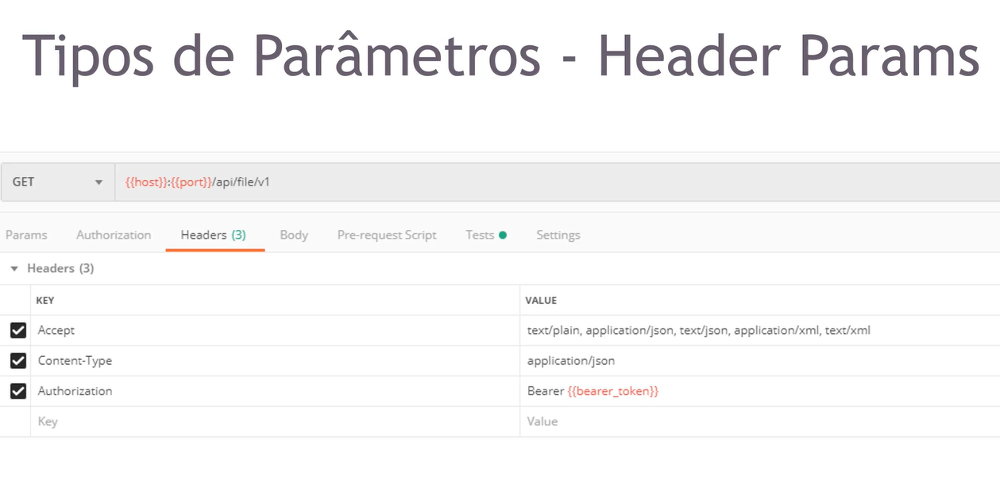 Tipos de Parâmetros - Header Params
GET {{host}}:{{port}}/api/file/v1
Params Authorization Headers (3) Body Pre-request Script Tests Settings
Headers (3)
KEY VALUE
Accept text/plain, application/json, text/json, application/xml, text/xml
Content-Type application/json
Authorization Bearer {{bearer_token}}
Key Value